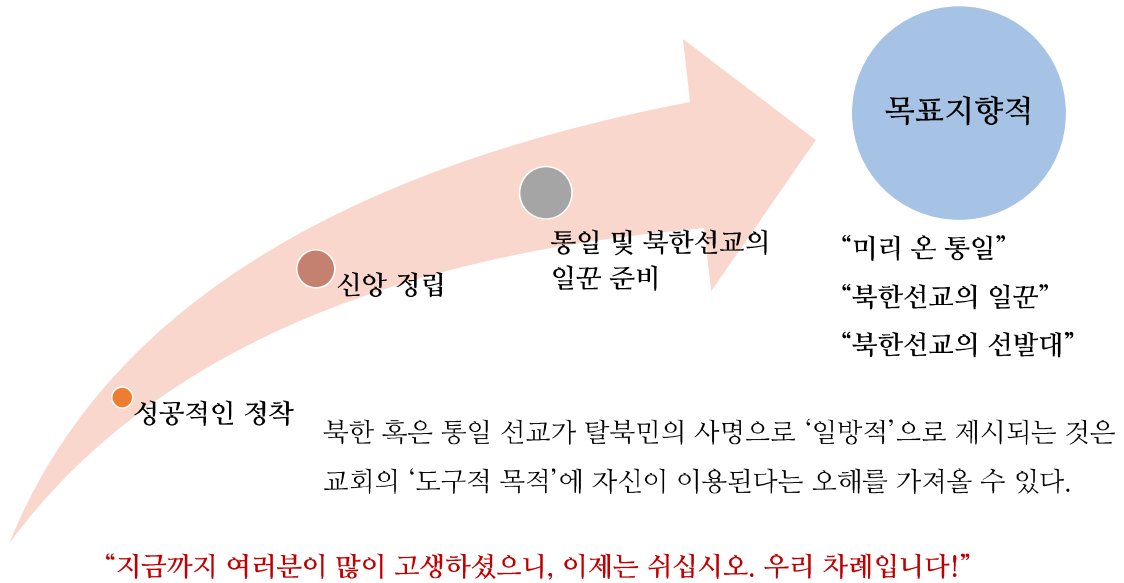 목표지향적
통일 및 북한선교의
일꾼 준비
신앙 정립
성공적인 정착
“미리 온 통일”
“북한선교의 일꾼”
“북한선교의 선발대”
북한 혹은 통일 선교가 탈북민의 사명으로 ‘일방적’으로 제시되는 것은
교회의 ‘도구적 목적’에 자신이 이용된다는 오해를 가져올 수 있다.
“지금까지 여러분이 많이 고생하셨으니, 이제는 쉬십시오. 우리 차례입니다!”